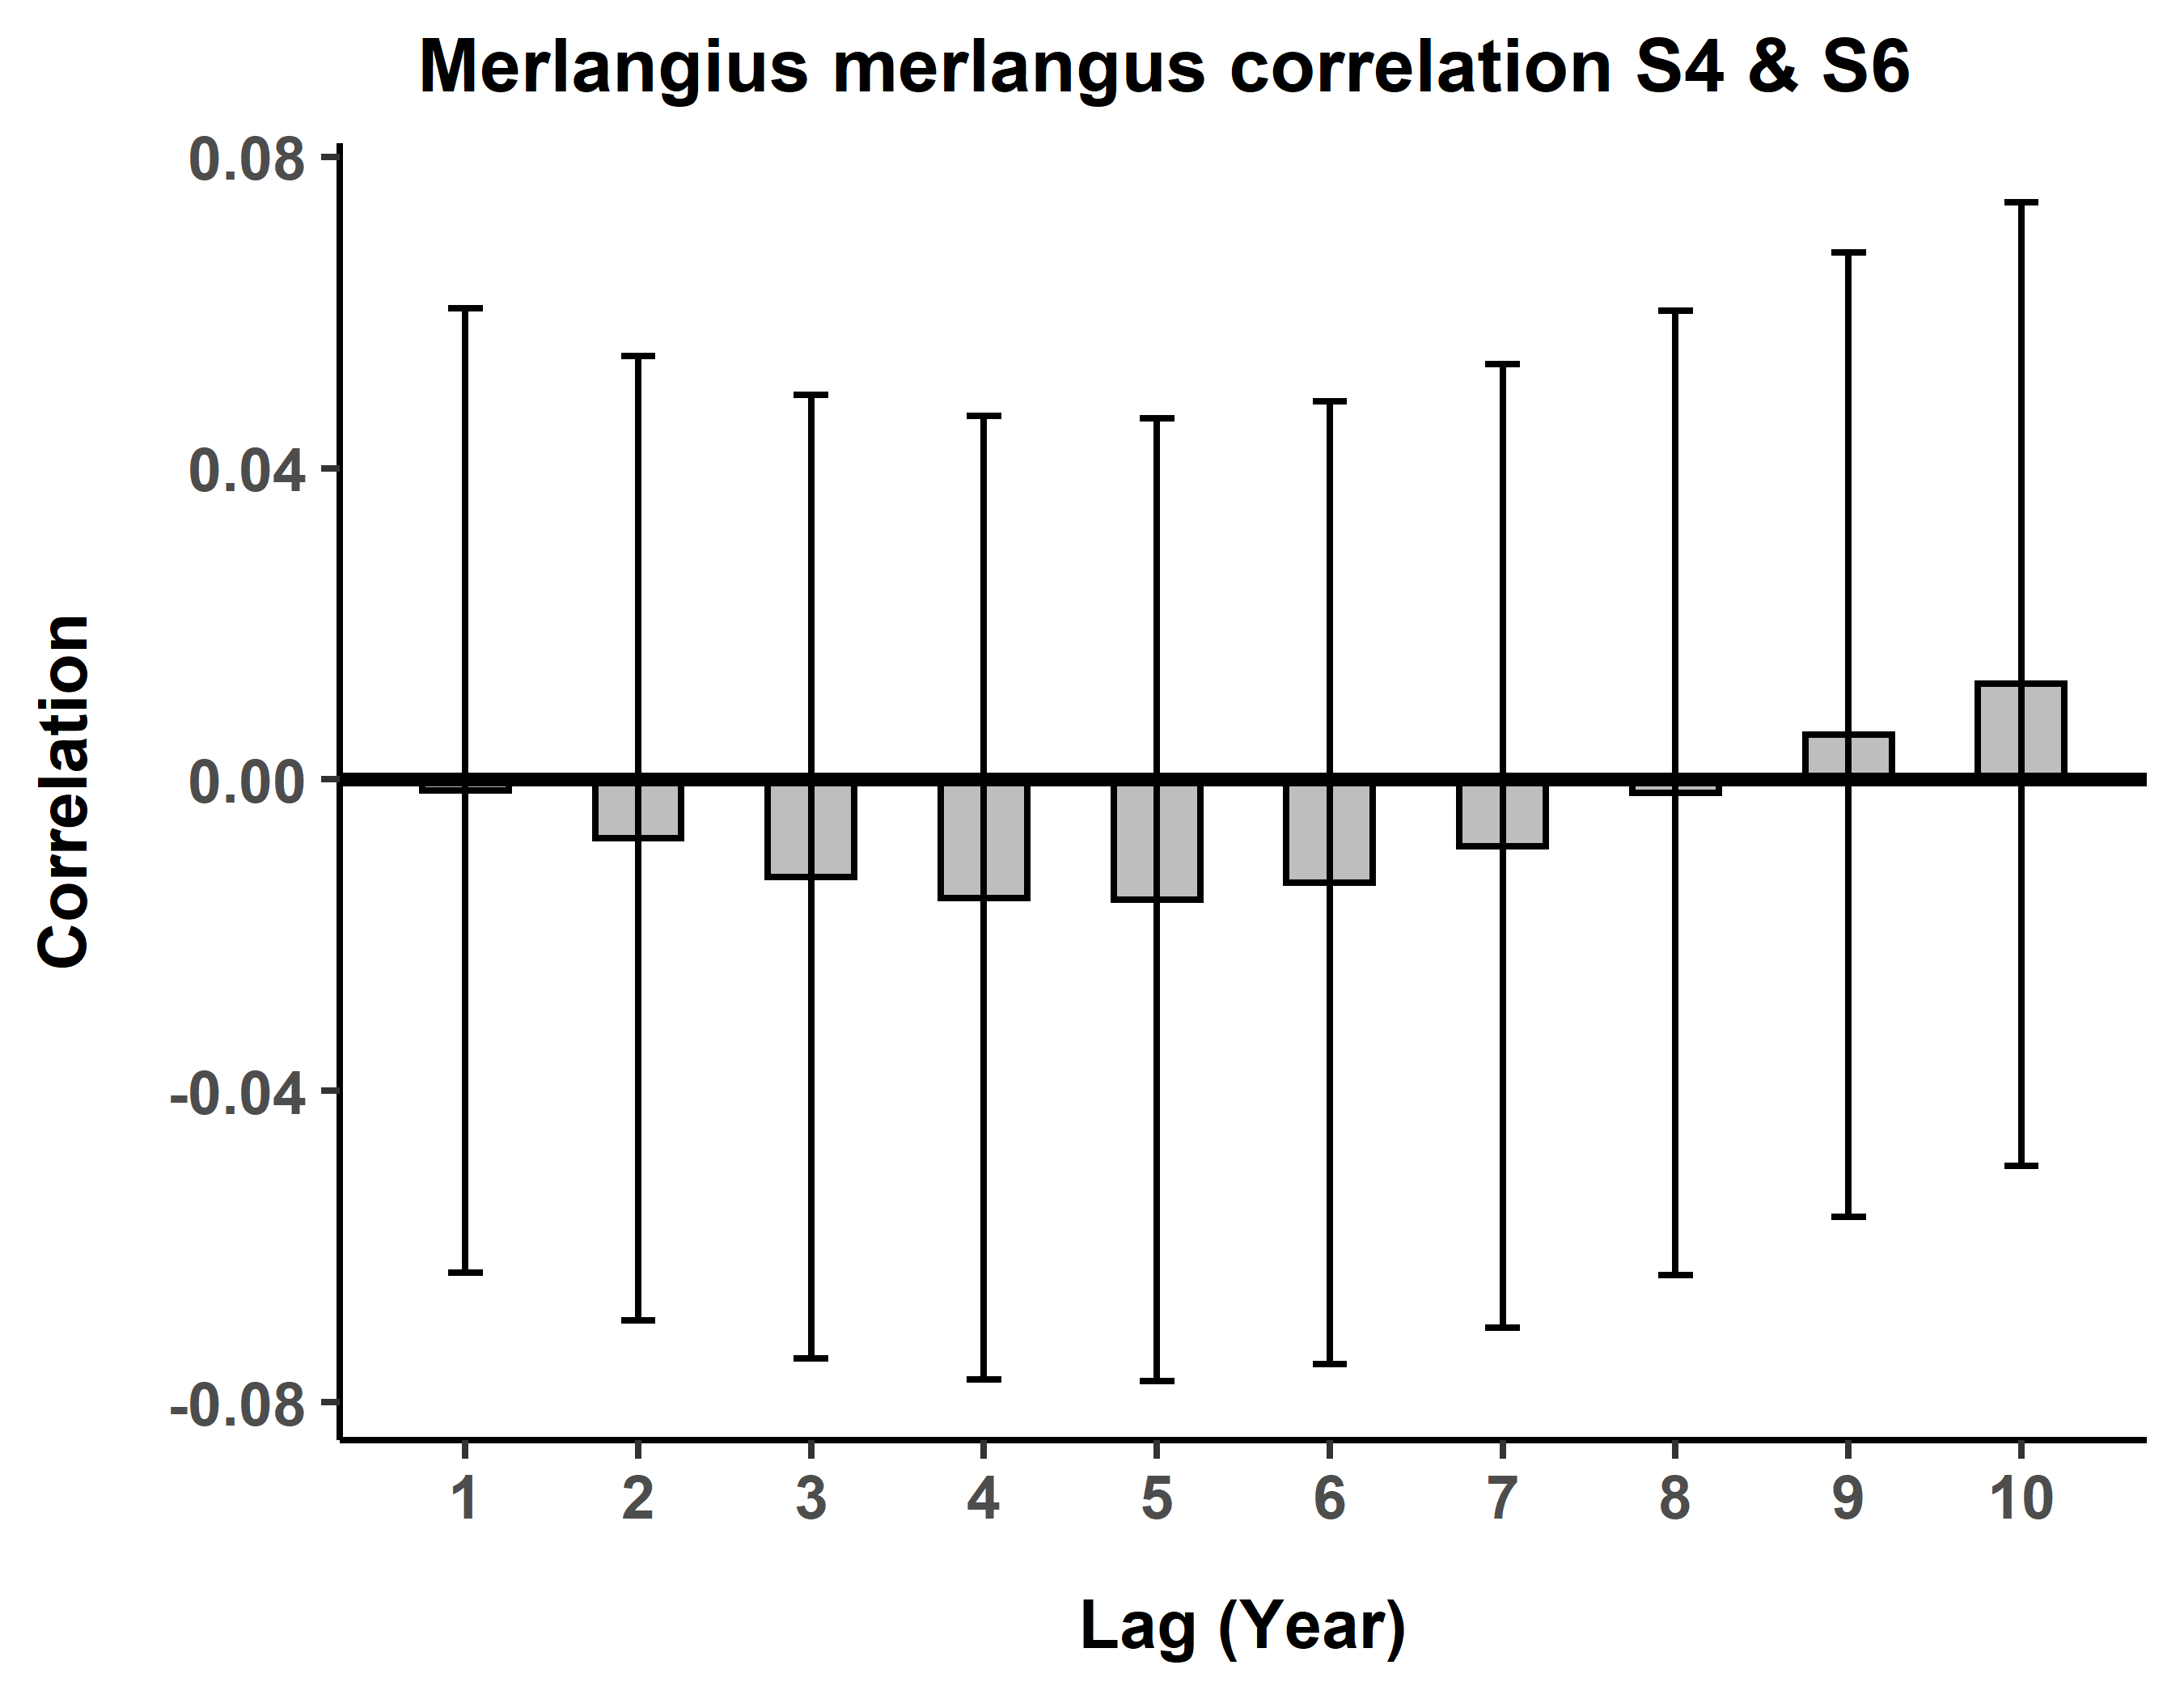 Merlangius merlangus correlation S4 & S6
0.08
0.04
0.00
-0.04
-0.08
Correlation
1 2 3 4 5 6 7 8 9 10
Lag (Year)